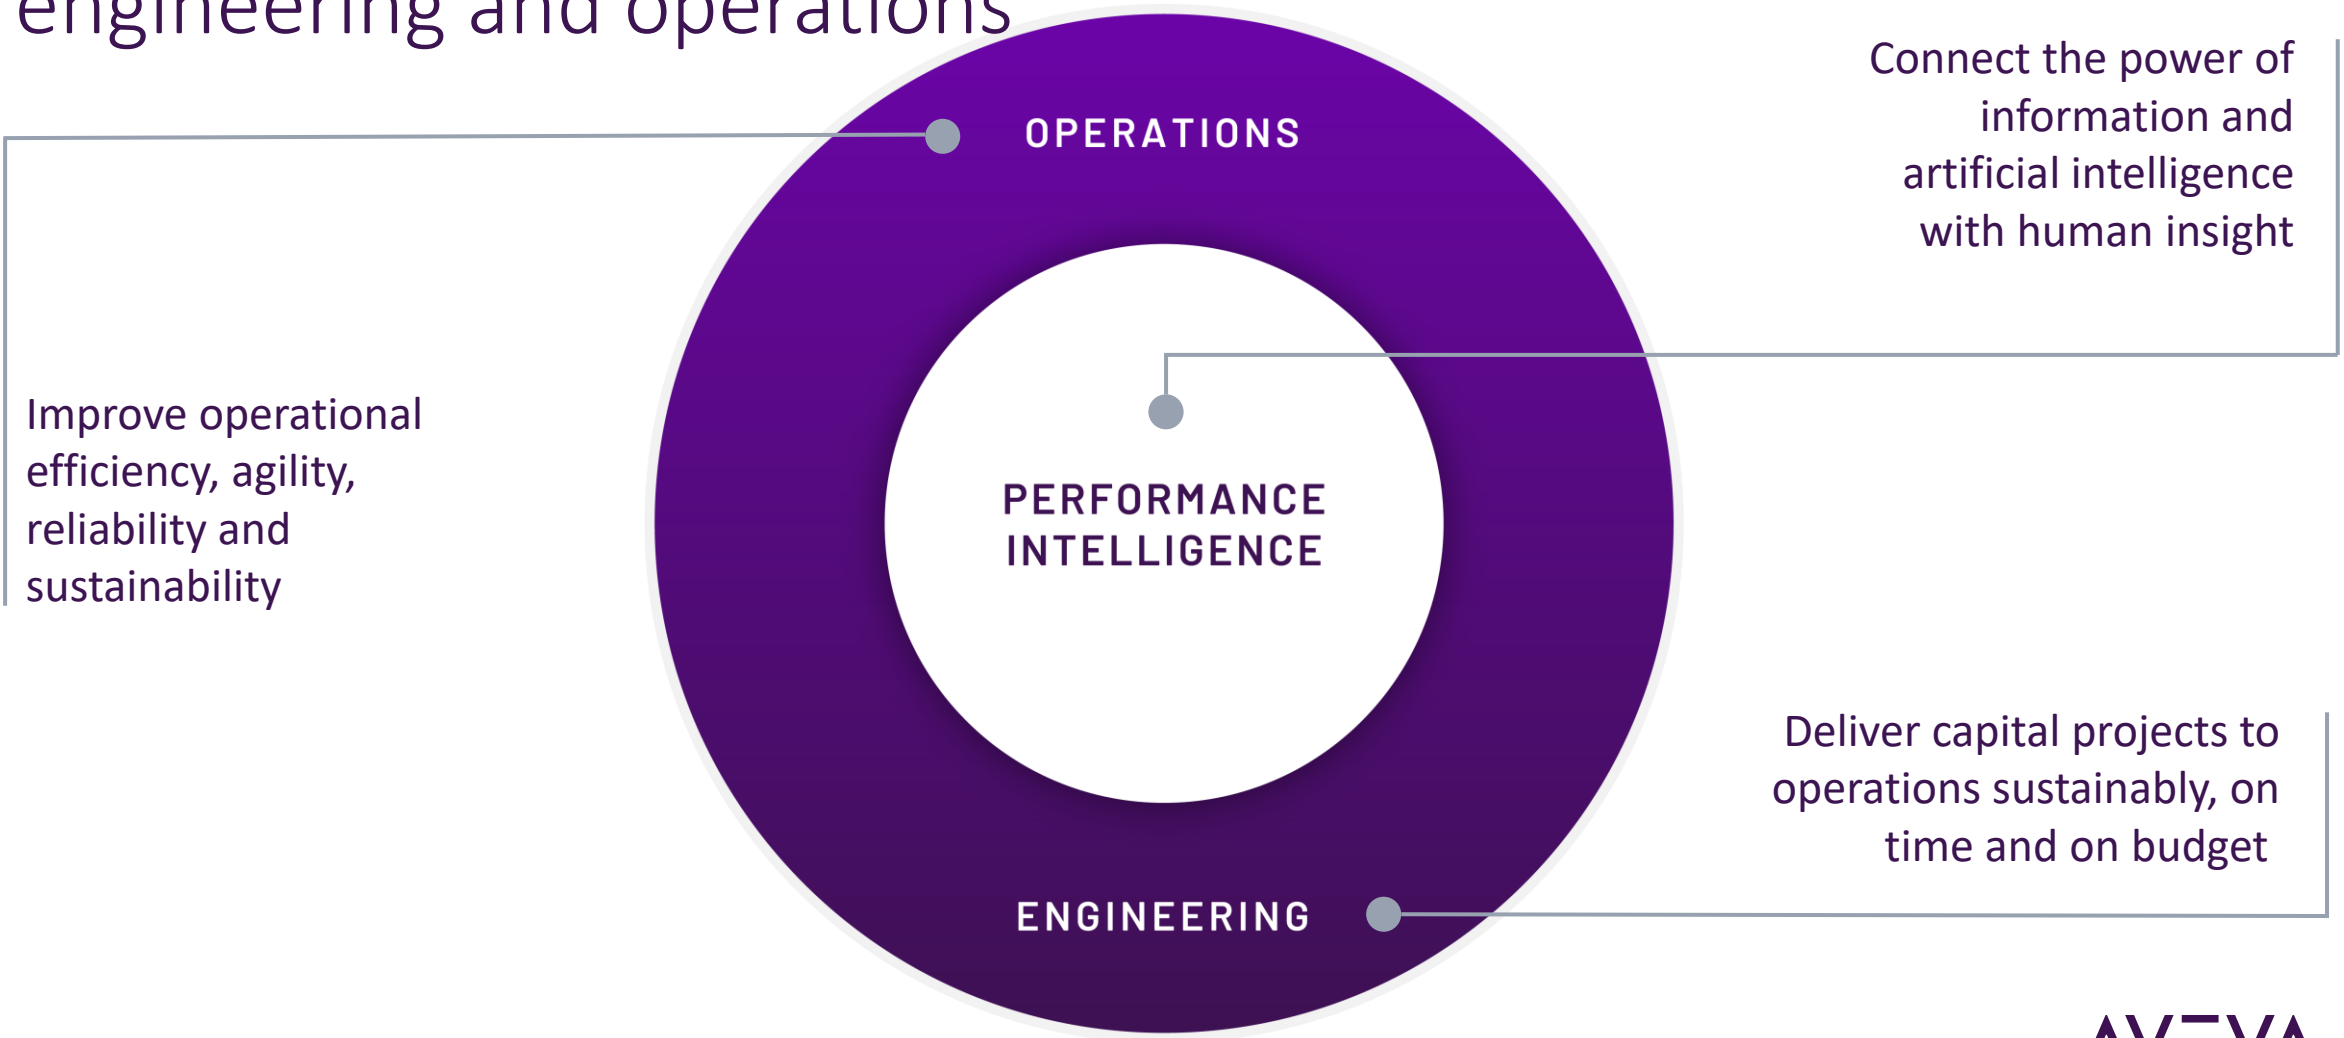 engineering and operations
OPERATIONS
Connect the power of
information and
artificial intelligence
with human insight
Improve operational
efficiency, agility,
reliability and
sustainability
PERFORMANCE
INTELLIGENCE
Deliver capital projects to
operations sustainably, on
time and on budget
ENGINEERING
AVEVA